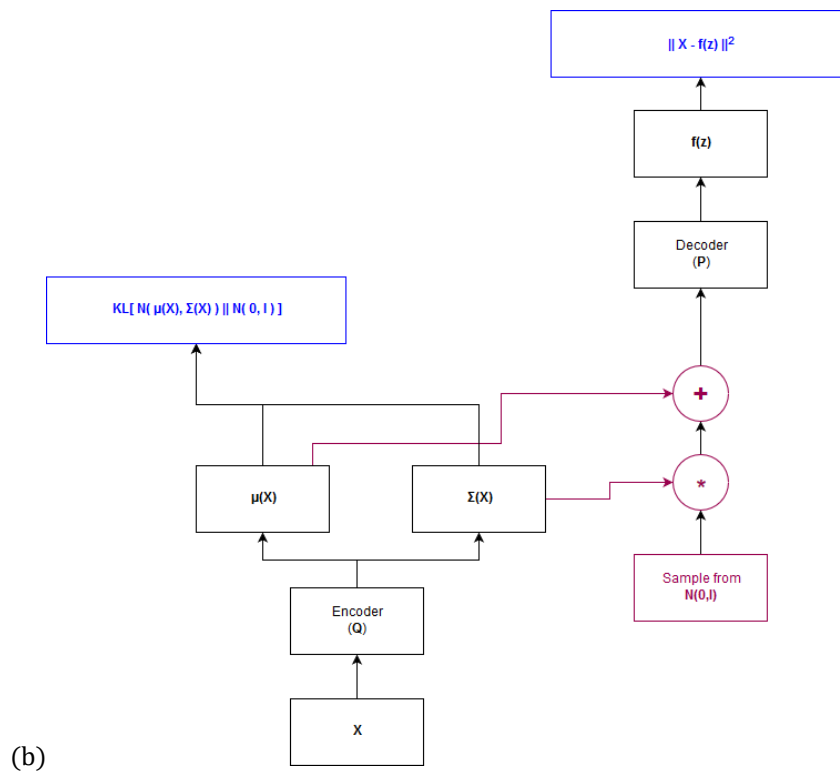 || X - f(z) ||²
f(z)
Decoder
(P)
KL[ N( μ(X), Σ(X) ) || N( 0, I ) ]
+
μ(X)
Σ(X)
*
Sample from
N(0,I)
Encoder
(Q)
X
(b)